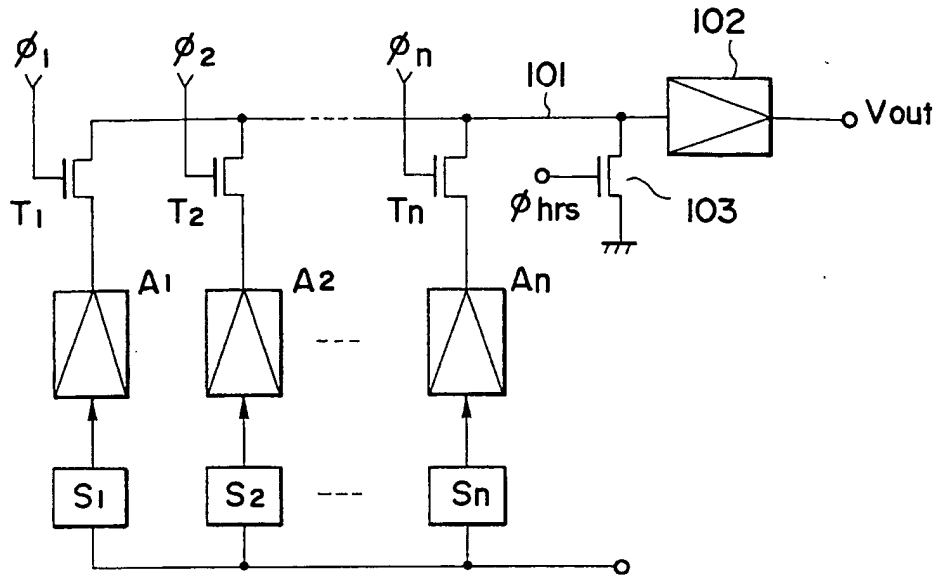 ϕ1 ϕ2 ϕn 101 102
Vout
T1 T2 Tn ϕhrs 103
A1 A2 An
S1 S2 Sn